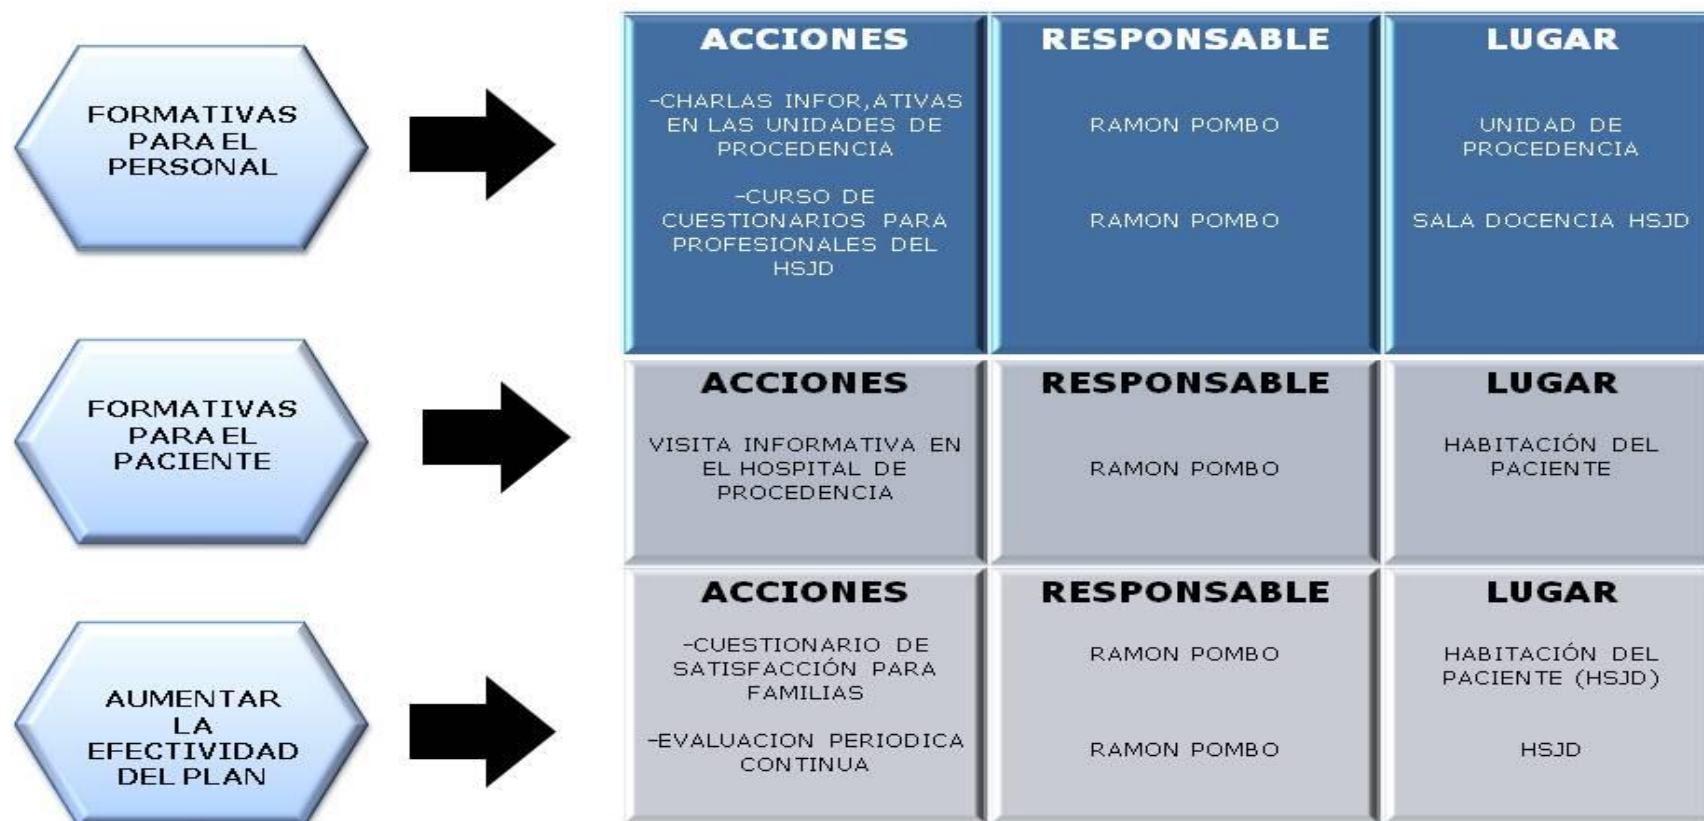 FORMATIVAS
PARA EL
PERSONAL
ACCIONES
-CHARLAS INFOR,ATIVAS
EN LAS UNIDADES DE
PROCEDENCIA
-CURSO DE
CUESTIONARIOS PARA
PROFESIONALES DEL
HSJD
RESPONSABLE
RAMON POMBO
RAMON POMBO
LUGAR
UNIDAD DE
PROCEDENCIA
SALA DOCENCIA HSJD
FORMATIVAS
PARA EL
PACIENTE
ACCIONES
VISITA INFORMATIVA EN
EL HOSPITAL DE
PROCEDENCIA
RESPONSABLE
RAMON POMBO
LUGAR
HABITACIÓN DEL
PACIENTE
AUMENTAR
LA
EFECTIVIDAD
DEL PLAN
ACCIONES
-CUESTIONARIO DE
SATISFACCIÓN PARA
FAMILIAS
-EVALUACION PERIODICA
CONTINUA
RESPONSABLE
RAMON POMBO
RAMON POMBO
LUGAR
HABITACIÓN DEL
PACIENTE (HSJD)
HSJD